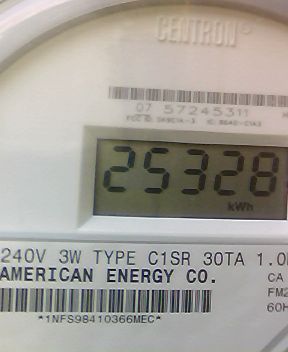 CENTRON®
07 57245311
25328
kWh
240V 3W TYPE C1SR 30TA 1.0
AMERICAN ENERGY CO.
CA
FM2
60H
*1NFS98410366MEC*